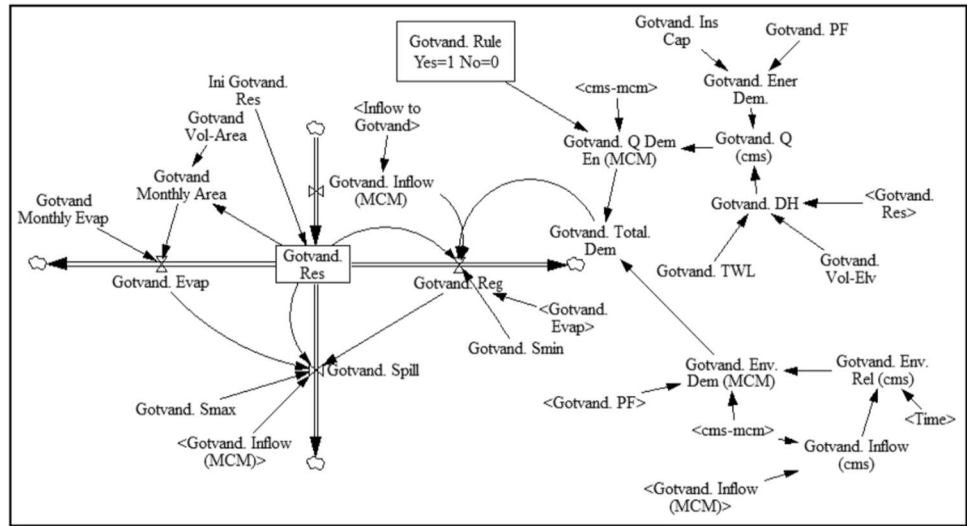 Gotvand. Rule
Yes=1 No=0
Gotvand. Ins
Cap
Gotvand. PF
Gotvand. Ener
Dem.
Ini Gotvand.
Res
<cms-mcm>
Gotvand
Vol-Area
<Inflow to
Gotvand>
Gotvand. Q Dem
En (MCM)
Gotvand. Q
(cms)
Gotvand
Monthly Area
Gotvand. Inflow
(MCM)
Gotvand
Monthly Evap
Gotvand. DH
<Gotvand.
Res>
Gotvand. Total.
Dem
Gotvand.
Res
Gotvand. TWL
Gotvand.
Vol-Elv
Gotvand. Evap
Gotvand. Reg
<Gotvand.
Evap>
Gotvand. Smin
Gotvand. Spill
Gotvand. Env.
Dem (MCM)
Gotvand. Env.
Rel (cms)
Gotvand. Smax
<Gotvand. PF>
<Time>
<Gotvand. Inflow
(MCM)>
<cms-mcm>
Gotvand. Inflow
(cms)
<Gotvand. Inflow
(MCM)>